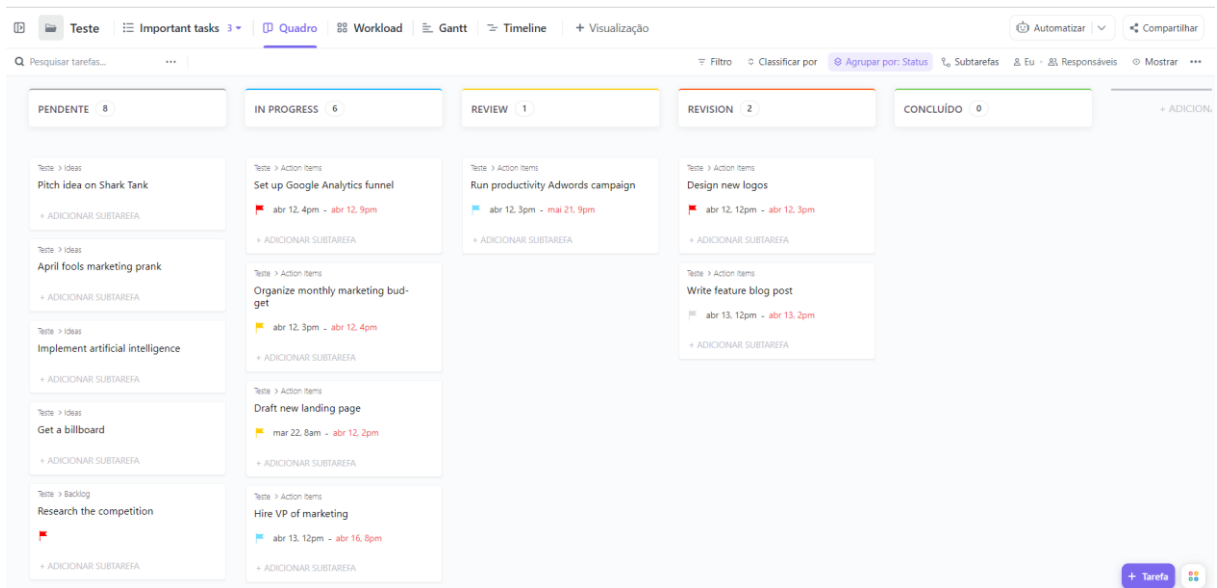 Teste
Important tasks 3
Quadro
Workload
Gantt
Timeline
+ Visualização
Automatizar
Compartilhar
Pesquisar tarefas...
Filtro
Classificar por
Agrupar por: Status
Subtarefas
Eu
Responsáveis
Mostrar
PENDENTE 8
Teste > Ideas
Pitch idea on Shark Tank
+ ADICIONAR SUBTAREFA
Teste > Ideas
April fools marketing prank
+ ADICIONAR SUBTAREFA
Teste > Ideas
Implement artificial intelligence
+ ADICIONAR SUBTAREFA
Teste > Ideas
Get a billboard
+ ADICIONAR SUBTAREFA
Teste > Backlog
Research the competition
+ ADICIONAR SUBTAREFA
IN PROGRESS 6
Teste > Action Items
Set up Google Analytics funnel
abr 12, 4pm - abr 12, 9pm
+ ADICIONAR SUBTAREFA
Teste > Action Items
Organize monthly marketing bud-
get
abr 12, 3pm - abr 12, 4pm
+ ADICIONAR SUBTAREFA
Teste > Action Items
Draft new landing page
mar 22, 8am - abr 12, 2pm
+ ADICIONAR SUBTAREFA
Teste > Action Items
Hire VP of marketing
abr 13, 12pm - abr 16, 8pm
+ ADICIONAR SUBTAREFA
REVIEW 1
Teste > Action Items
Run productivity Adwords campaign
abr 12, 3pm - mai 21, 9pm
+ ADICIONAR SUBTAREFA
REVISION 2
Teste > Action Items
Design new logos
abr 12, 12pm - abr 12, 3pm
+ ADICIONAR SUBTAREFA
Teste > Action Items
Write feature blog post
abr 13, 12pm - abr 13, 2pm
+ ADICIONAR SUBTAREFA
CONCLUÍDO 0
+ ADICION
+ Tarefa